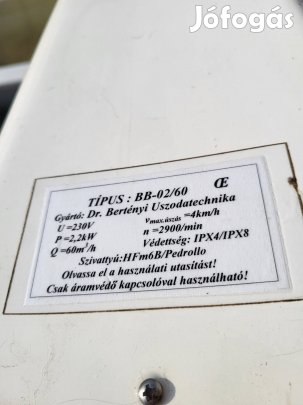 Jófogás
TÍPUS : BB-02/60 Œ
Gyártó: Dr. Bertényi Uszodatechnika
U =230V vmax.úszás =4km/h
P =2,2kW n =2900/min
Q =60m³/h Védettség: IPX4/IPX8
Szivattyú:HFm6B/Pedrollo
Olvassa el a használati utasítást!
Csak áramvédő kapcsolóval használható!